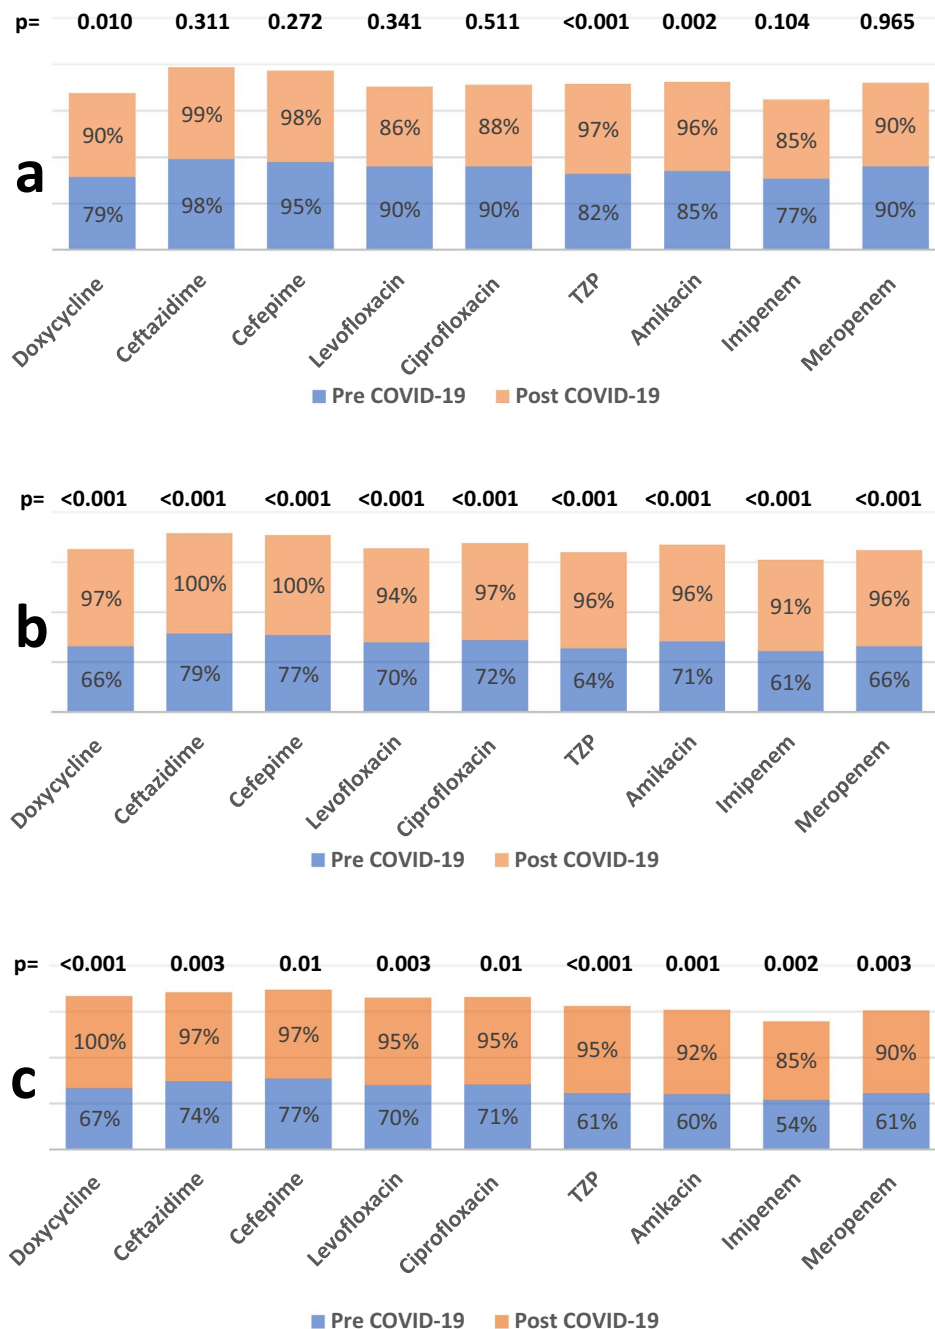 p= 0.010 0.311 0.272 0.341 0.511 <0.001 0.002 0.104 0.965
90% 99% 98% 86% 88% 97% 96% 85% 90%
a
79% 98% 95% 90% 90% 82% 85% 77% 90%
Doxycycline Ceftazidime Cefepime Levofloxacin Ciprofloxacin TZP Amikacin Imipenem Meropenem
Pre COVID-19 Post COVID-19
p= <0.001 <0.001 <0.001 <0.001 <0.001 <0.001 <0.001 <0.001 <0.001
97% 100% 100% 94% 97% 96% 96% 91% 96%
b
66% 79% 77% 70% 72% 64% 71% 61% 66%
Doxycycline Ceftazidime Cefepime Levofloxacin Ciprofloxacin TZP Amikacin Imipenem Meropenem
Pre COVID-19 Post COVID-19
p= <0.001 0.003 0.01 0.003 0.01 <0.001 0.001 0.002 0.003
100% 97% 97% 95% 95% 95% 92% 85% 90%
c
67% 74% 77% 70% 71% 61% 60% 54% 61%
Doxycycline Ceftazidime Cefepime Levofloxacin Ciprofloxacin TZP Amikacin Imipenem Meropenem
Pre COVID-19 Post COVID-19